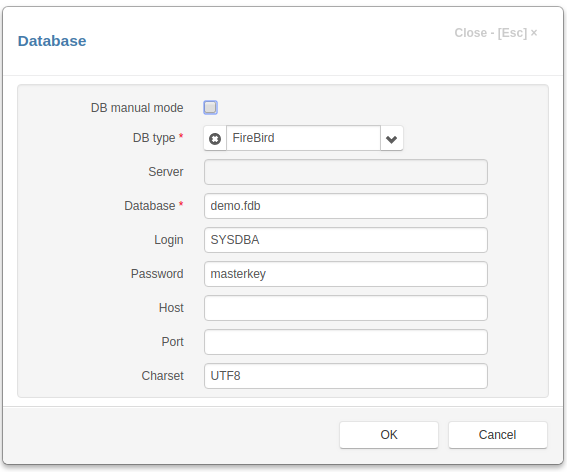 Database
Close - [Esc] ×
DB manual mode
DB type * FireBird
Server
Database * demo.fdb
Login SYSDBA
Password masterkey
Host
Port
Charset UTF8
OK Cancel